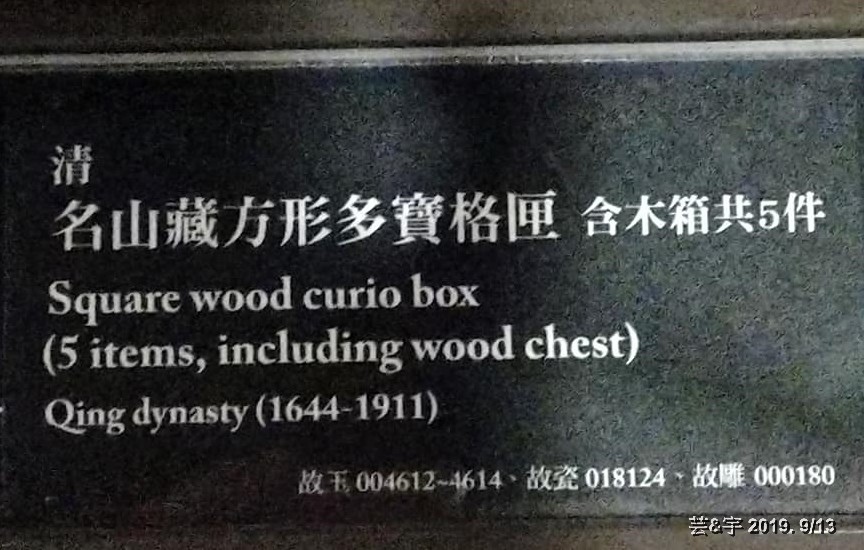 清
名山藏方形多寶格匣 含木箱共5件
Square wood curio box
(5 items, including wood chest)
Qing dynasty (1644-1911)
故玉 004612~4614、故瓷 018124、故雕 000180
芸&宇 2019. 9/13